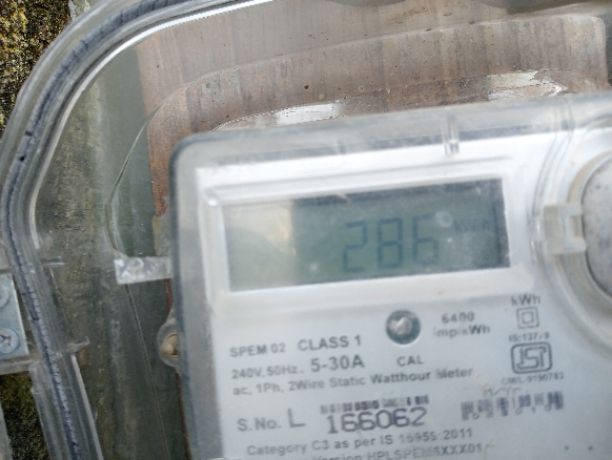 286
kWh
6400
imp/kWh
SPEM 02 CLASS 1
240V, 50Hz. 5-30A CAL
ac, 1Ph, 2Wire Static Watthour Meter
S.No. L 166062
Category C3 as per IS 15959-2011